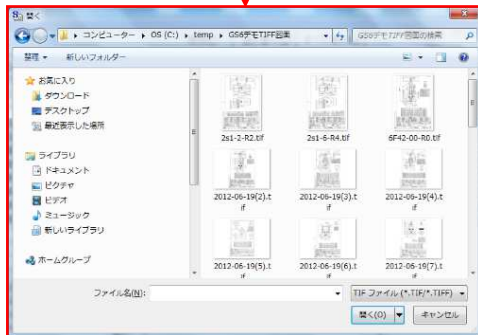 開く
コンピューター ▸ OS (C:) ▸ temp ▸ GS6デモTIFF図面
GS6デモTIFF図面の検索
整理 新しいフォルダー
お気に入り
ダウンロード
デスクトップ
最近表示した場所
ライブラリ
ドキュメント
ピクチャ
ビデオ
ミュージック
新しいライブラリ
ホームグループ
2s1-2-R2.tif
2s1-6-R4.tif
6F42-00-R0.tif
2012-06-19(2).t
if
2012-06-19(3).t
if
2012-06-19(4).t
if
2012-06-19(5).t
if
2012-06-19(6).t
if
2012-06-19(7).t
if
ファイル名(N):
TIF ファイル (*.TIF/*.TIFF)
開く(O)
キャンセル